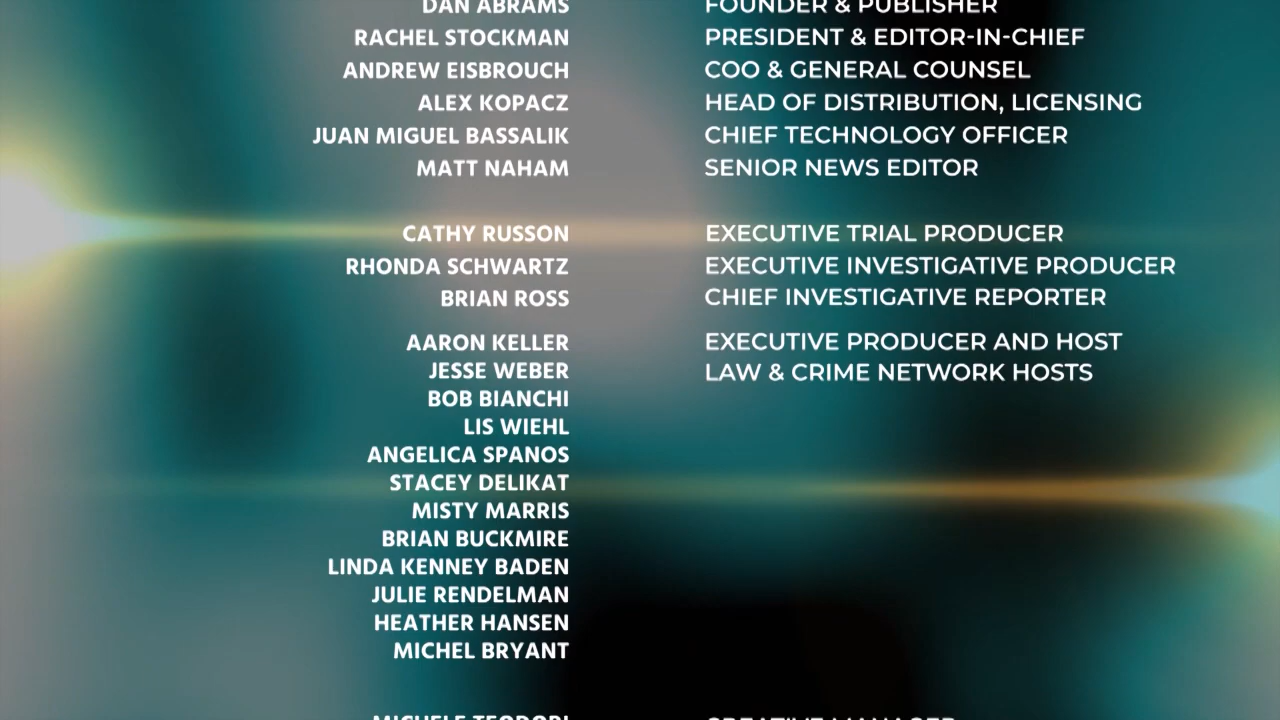 DAN ABRAMS FOUNDER & PUBLISHER
RACHEL STOCKMAN PRESIDENT & EDITOR-IN-CHIEF
ANDREW EISBROUCH COO & GENERAL COUNSEL
ALEX KOPACZ HEAD OF DISTRIBUTION, LICENSING
JUAN MIGUEL BASSALIK CHIEF TECHNOLOGY OFFICER
MATT NAHAM SENIOR NEWS EDITOR
CATHY RUSSON EXECUTIVE TRIAL PRODUCER
RHONDA SCHWARTZ EXECUTIVE INVESTIGATIVE PRODUCER
BRIAN ROSS CHIEF INVESTIGATIVE REPORTER
AARON KELLER EXECUTIVE PRODUCER AND HOST
JESSE WEBER LAW & CRIME NETWORK HOSTS
BOB BIANCHI
LIS WIEHL
ANGELICA SPANOS
STACEY DELIKAT
MISTY MARRIS
BRIAN BUCKMIRE
LINDA KENNEY BADEN
JULIE RENDELMAN
HEATHER HANSEN
MICHEL BRYANT
MICHELE TEODORI CREATIVE MANAGER